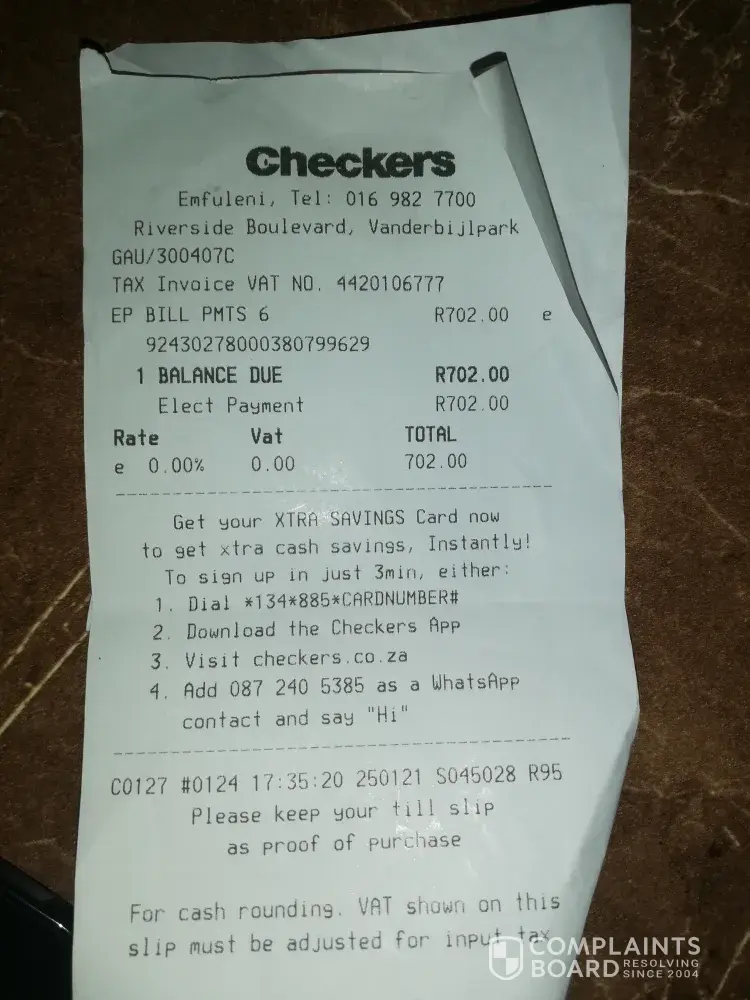 Checkers
Emfuleni, Tel: 016 982 7700
Riverside Boulevard, Vanderbijlpark
GAU/300407C
TAX Invoice VAT NO. 4420106777
EP BILL PMTS 6 R702.00 e
92430278000380799629
1 BALANCE DUE R702.00
Elect Payment R702.00
Rate Vat TOTAL
e 0.00% 0.00 702.00
Get your XTRA SAVINGS Card now
to get xtra cash savings, Instantly!
To sign up in just 3min, either:
1. Dial *134*885*CARDNUMBER#
2. Download the Checkers App
3. Visit checkers.co.za
4. Add 087 240 5385 as a WhatsApp
contact and say "Hi"
C0127 #0124 17:35:20 250121 S045028 R95
Please keep your till slip
as proof of purchase
For cash rounding. VAT shown on this
slip must be adjusted for input tax
COMPLAINTS
BOARD RESOLVING SINCE 2004